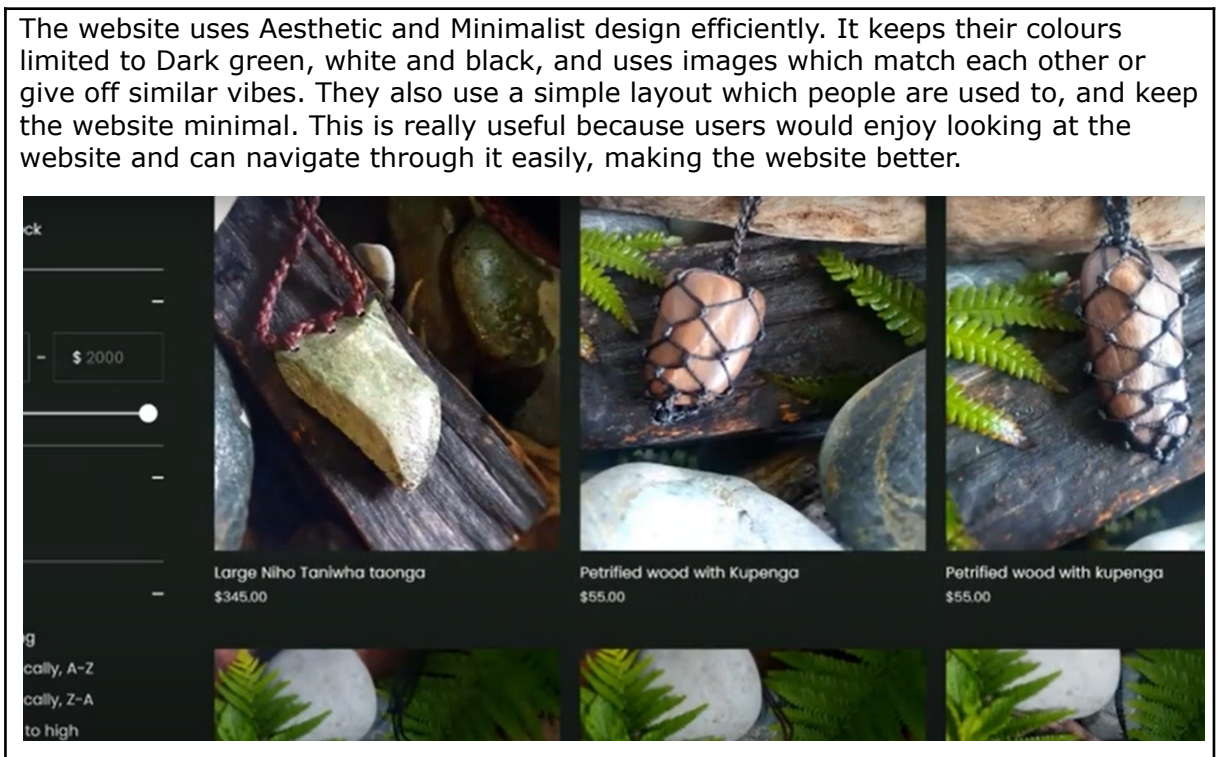 The website uses Aesthetic and Minimalist design efficiently. It keeps their colours
limited to Dark green, white and black, and uses images which match each other or
give off similar vibes. They also use a simple layout which people are used to, and keep
the website minimal. This is really useful because users would enjoy looking at the
website and can navigate through it easily, making the website better.
ck
– $ 2000
Large Niho Taniwha taonga
$345.00
Petrified wood with Kupenga
$55.00
Petrified wood with kupenga
$55.00
g
cally, A-Z
cally, Z-A
to high